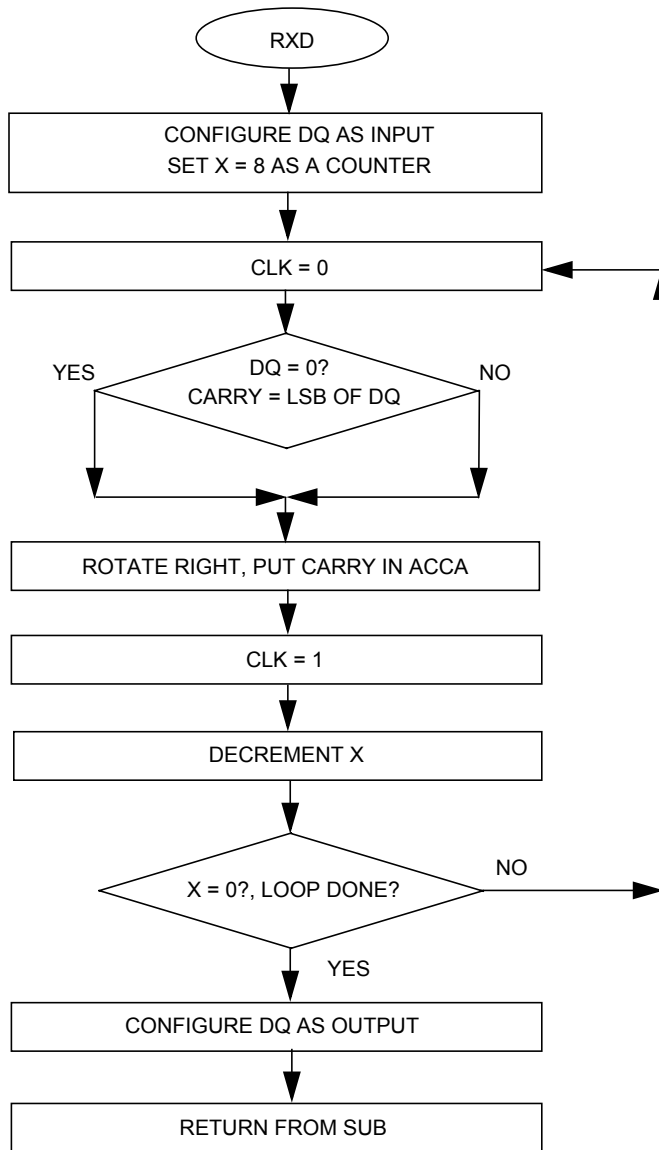 RXD
CONFIGURE DQ AS INPUT
SET X = 8 AS A COUNTER
CLK = 0
YES
DQ = 0?
NO
CARRY = LSB OF DQ
ROTATE RIGHT, PUT CARRY IN ACCA
CLK = 1
DECREMENT X
X = 0?, LOOP DONE?
NO
YES
CONFIGURE DQ AS OUTPUT
RETURN FROM SUB